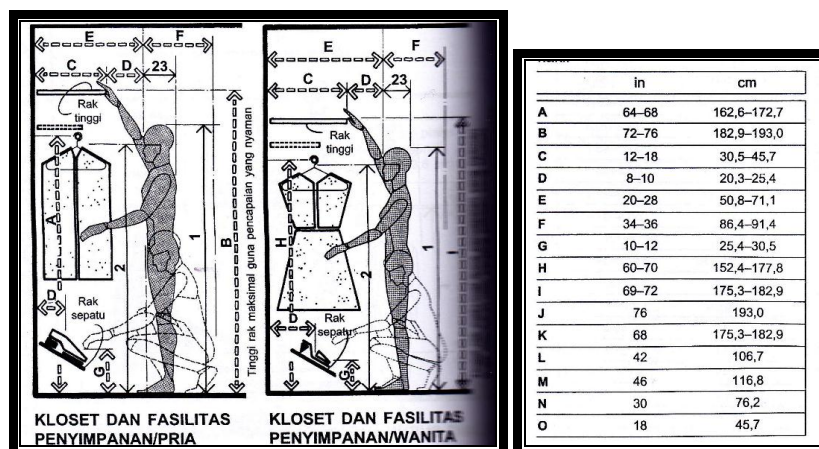 E F
C D 23
Rak
tinggi
A
2
1
B
Tinggi rak maksimal guna pencapaian yang nyaman
D
Rak
sepatu
G
KLOSET DAN FASILITAS
PENYIMPANAN/PRIA
E F
C D 23
Rak
tinggi
H
2
1
I
D
Rak
sepatu
G
KLOSET DAN FASILITAS
PENYIMPANAN/WANITA
in cm
A 64–68 162,6–172,7
B 72–76 182,9–193,0
C 12–18 30,5–45,7
D 8–10 20,3–25,4
E 20–28 50,8–71,1
F 34–36 86,4–91,4
G 10–12 25,4–30,5
H 60–70 152,4–177,8
I 69–72 175,3–182,9
J 76 193,0
K 68 175,3–182,9
L 42 106,7
M 46 116,8
N 30 76,2
O 18 45,7